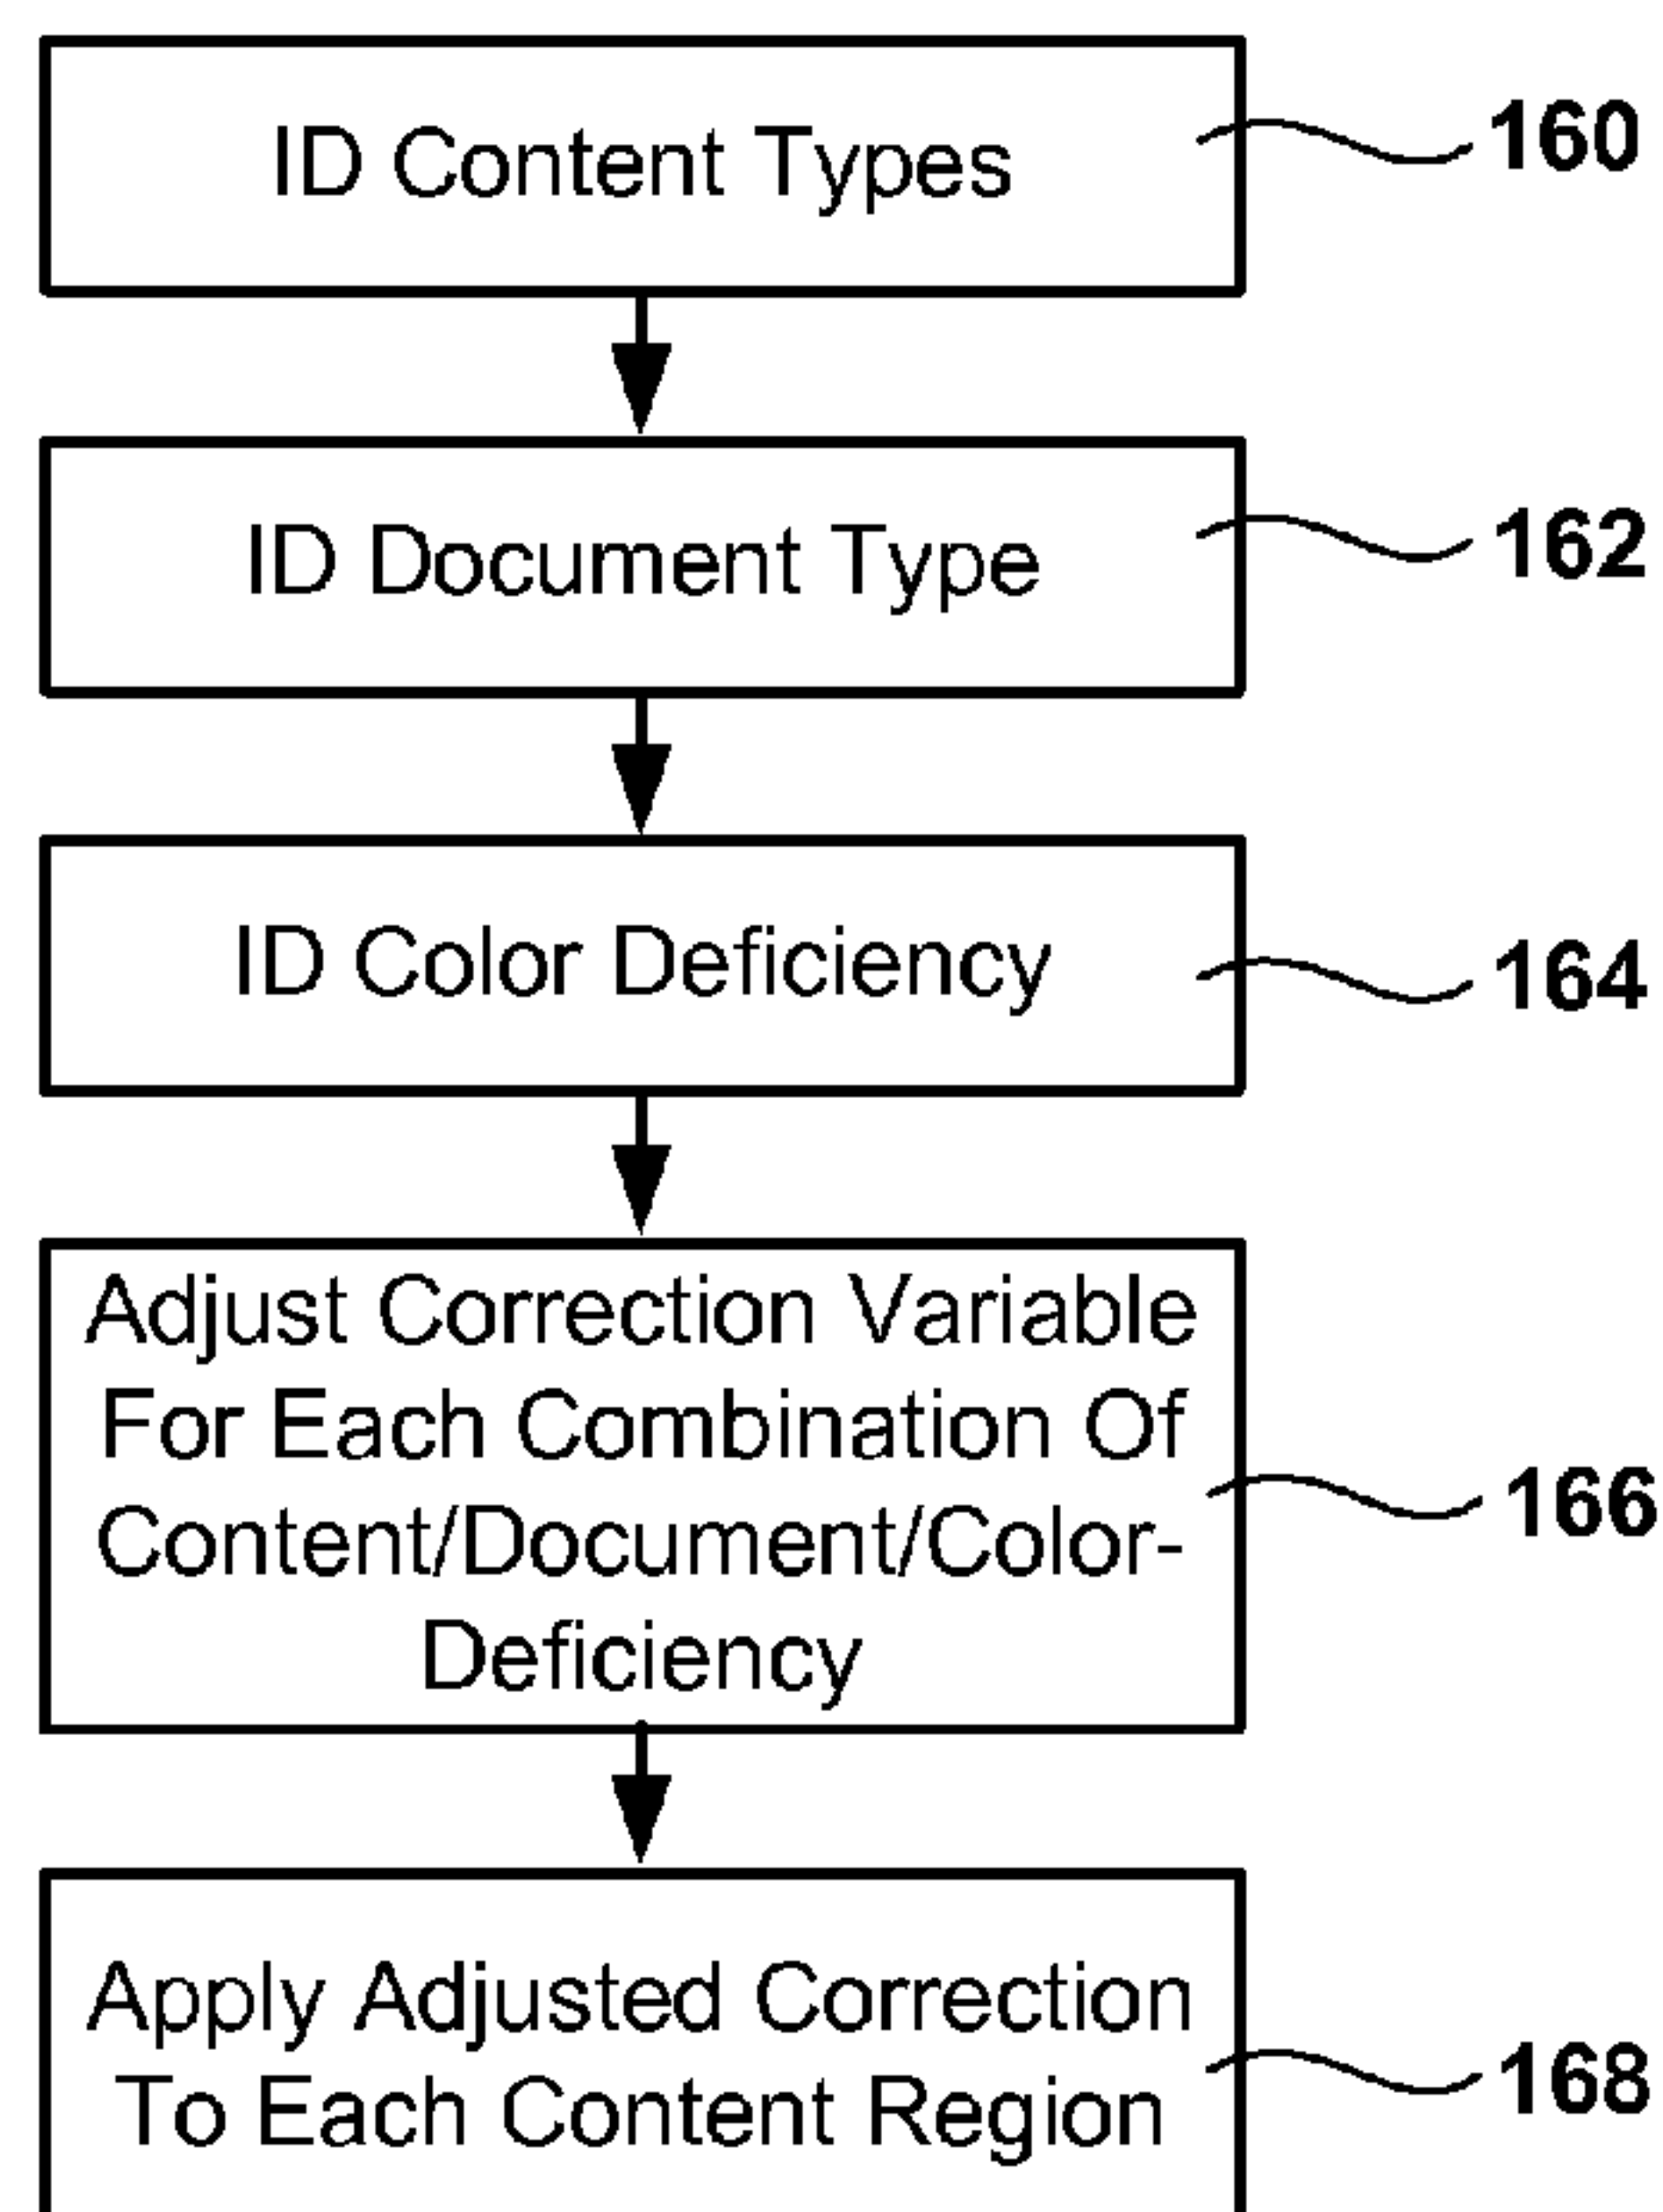 ID Content Types
160
ID Document Type
162
ID Color Deficiency
164
Adjust Correction Variable
For Each Combination Of
Content/Document/Color-
Deficiency
166
Apply Adjusted Correction
To Each Content Region
168